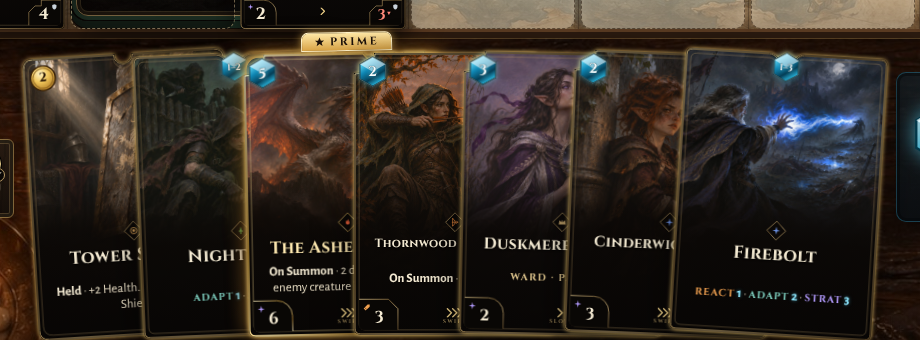 4
2
3
★ PRIME
2
TOWER S
Held · +2 Health.
Shie
1-2
NIGHT
ADAPT 1 ·
5
THE ASHE
On Summon · 2 d
enemy creature
6
2
THORNWOOD
On Summon ·
3
3
DUSKMERE
WARD · P
2
2
CINDERWI
3
1-3
FIREBOLT
REACT 1 · ADAPT 2 · STRAT 3